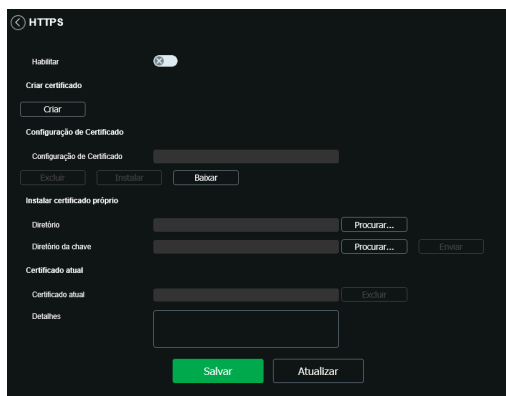 HTTPS
Habilitar
Criar certificado
Criar
Configuração de Certificado
Configuração de Certificado
Excluir Instalar Baixar
Instalar certificado próprio
Diretório Procurar...
Diretório da chave Procurar... Enviar
Certificado atual
Certificado atual Excluir
Detalhes
Salvar Atualizar